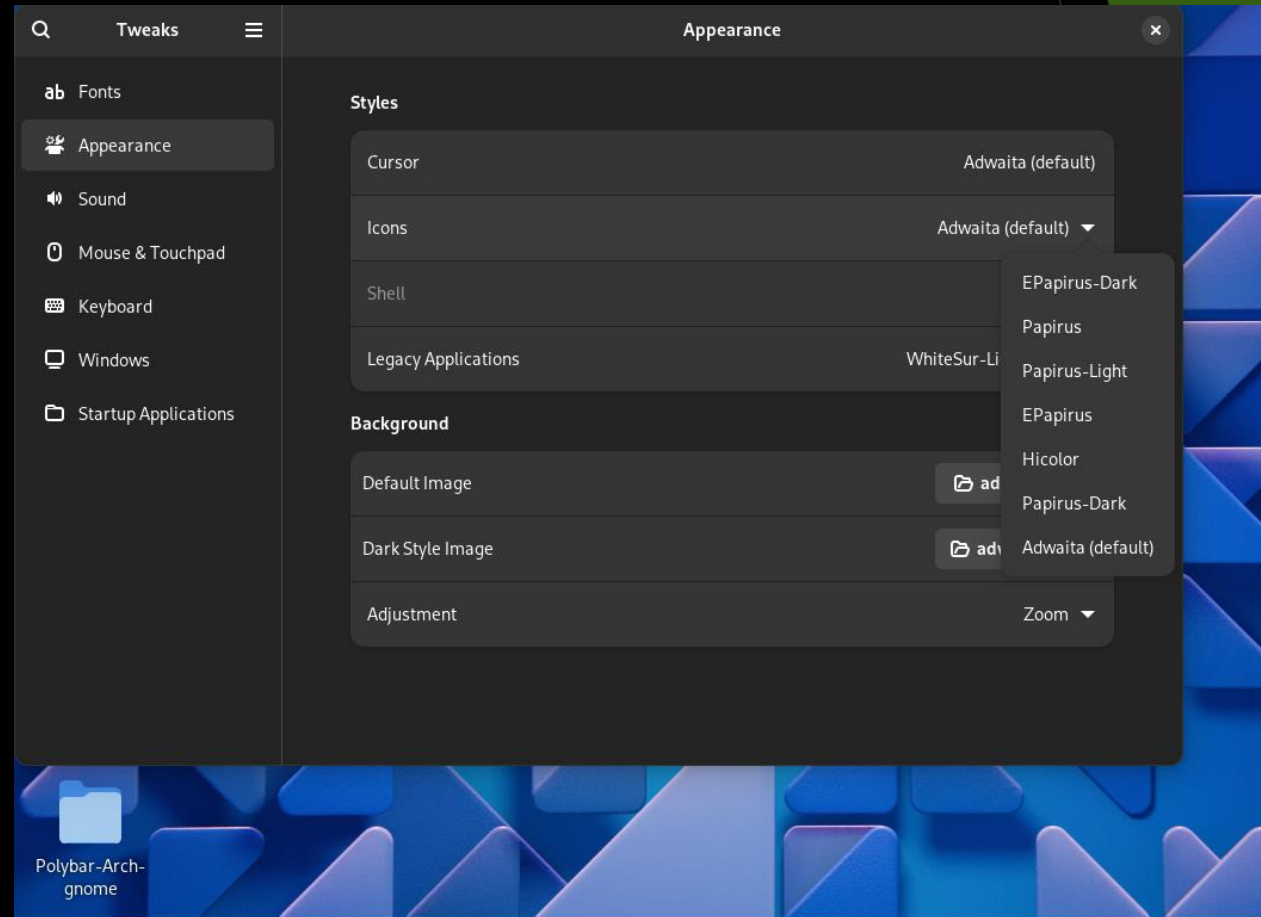 Tweaks
Appearance
ab Fonts
Appearance
Sound
Mouse & Touchpad
Keyboard
Windows
Startup Applications
Styles
Cursor
Adwaita (default)
Icons
Adwaita (default)
Shell
Legacy Applications
WhiteSur-Li
EPapirus-Dark
Papirus
Papirus-Light
EPapirus
Hicolor
Papirus-Dark
Adwaita (default)
Background
Default Image
ad
Dark Style Image
adv
Adjustment
Zoom
Polybar-Arch-
gnome